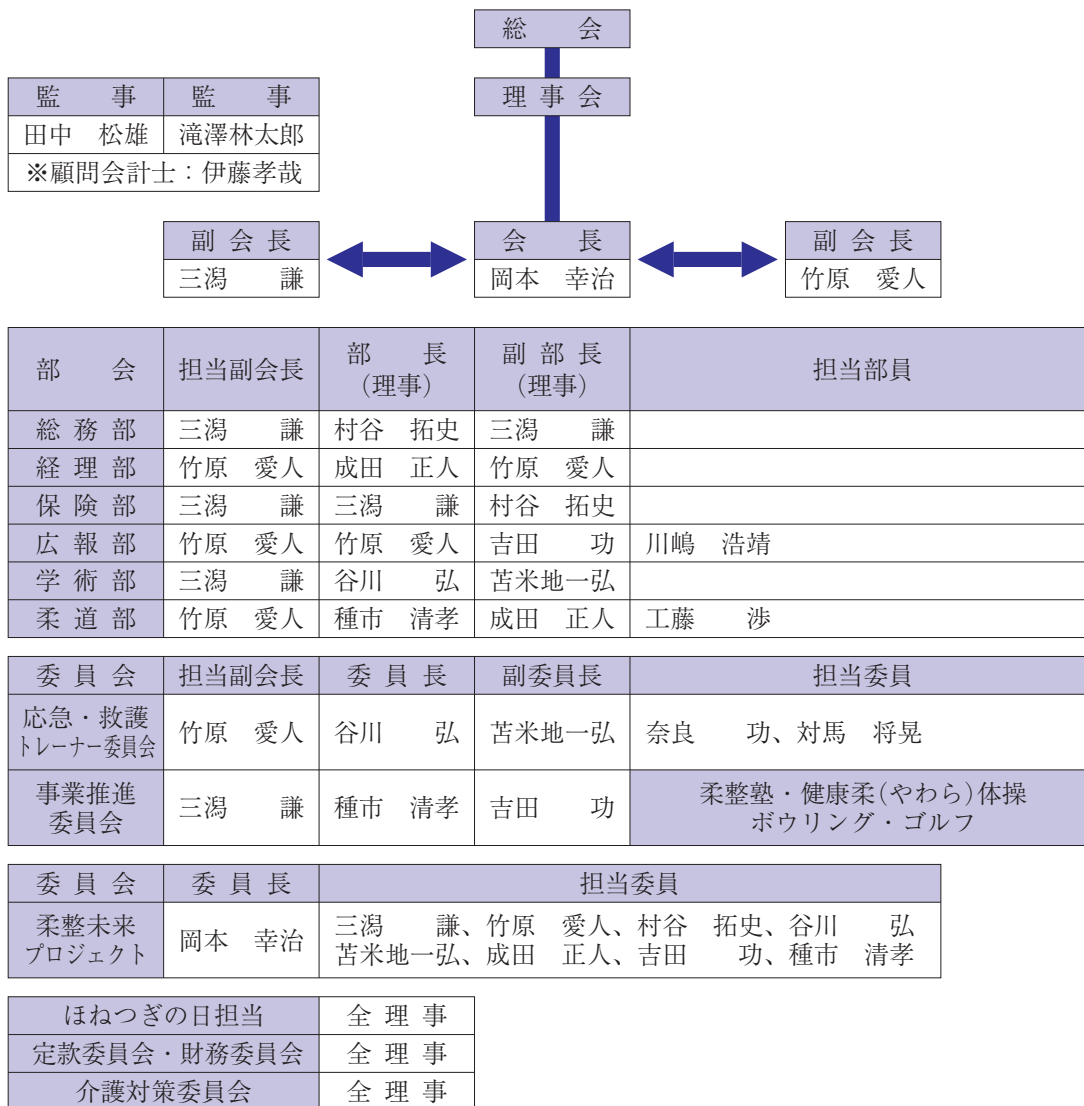 総　会
理事会
監　事　監　事
田中　松雄　滝澤林太郎
※顧問会計士：伊藤孝哉
副会長　会　長　副会長
三潟　謙　岡本　幸治　竹原　愛人
部　会　担当副会長　部　長（理事）　副部長（理事）　担当部員
総務部　三潟　謙　村谷　拓史　三潟　謙
経理部　竹原　愛人　成田　正人　竹原　愛人
保険部　三潟　謙　三潟　謙　村谷　拓史
広報部　竹原　愛人　竹原　愛人　吉田　功　川嶋　浩靖
学術部　三潟　謙　谷川　弘　苫米地一弘
柔道部　竹原　愛人　種市　清孝　成田　正人　工藤　渉
委員会　担当副会長　委員長　副委員長　担当委員
応急・救護
トレーナー委員会　竹原　愛人　谷川　弘　苫米地一弘　奈良　功、対馬　将晃
事業推進
委員会　三潟　謙　種市　清孝　吉田　功　柔整塾・健康柔（やわら）体操
ボウリング・ゴルフ
委員会　委員長　担当委員
柔整未来
プロジェクト　岡本　幸治　三潟　謙、竹原　愛人、村谷　拓史、谷川　弘
苫米地一弘、成田　正人、吉田　功、種市　清孝
ほねつぎの日担当　全理事
定款委員会・財務委員会　全理事
介護対策委員会　全理事